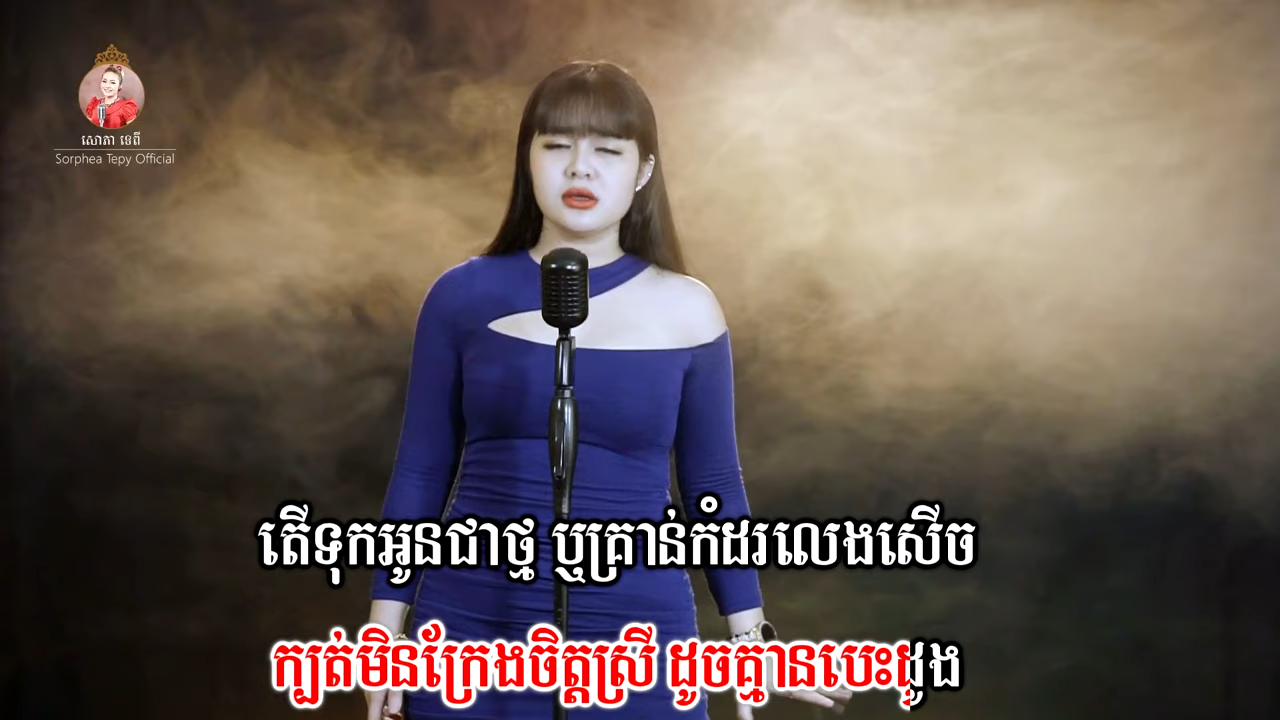 សោភា ទេពី
Sorphea Tepy Official
តើទុកអូនជាថ្ម ឬគ្រាន់កំដរលេងសើច
ក្បត់មិនក្រែងចិត្តស្រី ដូចគ្មានបេះដូង